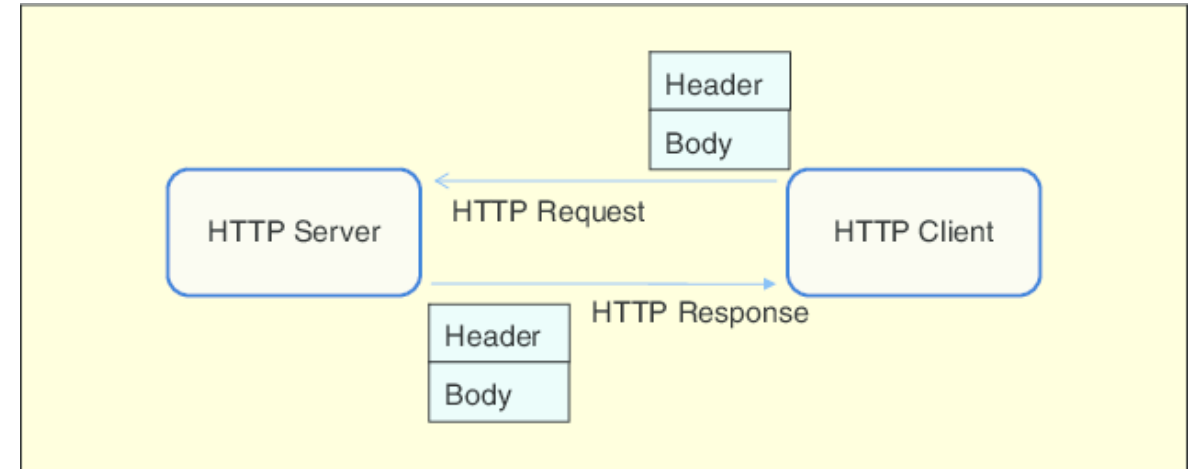 Header
Body
HTTP Request
HTTP Server
HTTP Client
HTTP Response
Header
Body